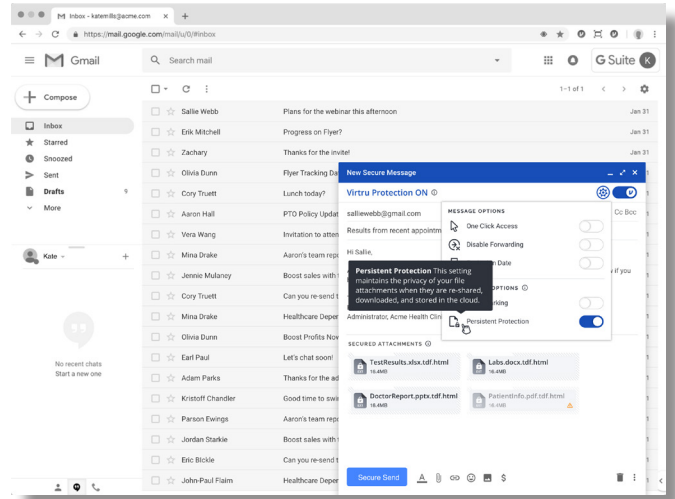 Inbox - katemills@acme.com
https://mail.google.com/mail/u/0/#inbox
Gmail
Search mail
G Suite
K
Compose
1–1 of 1
Inbox
Starred
Snoozed
Sent
Drafts 9
More
Kate
No recent chats
Start a new one
Sallie Webb Plans for the webinar this afternoon Jan 31
Erik Mitchell Progress on Flyer? Jan 31
Zachary Thanks for the invite! Jan 31
Olivia Dunn Flyer Tracking Da
Cory Truett Lunch today?
Aaron Hall PTO Policy Updat
Vera Wang Invitation to atten
Mina Drake Aaron's team repo
Jennie Mulaney Boost sales with
Cory Truett Can you re-send t
Mina Drake Healthcare Deper
Olivia Dunn Boost Profits Now
Earl Paul Let's chat soon!
Adam Parks Thanks for the ad
Kristoff Chandler Good time to swi
Parson Ewings Aaron's team repo
Jordan Starkie Boost sales with
Eric Bickle Can you re-send t
John-Paul Flaim Healthcare Deper
New Secure Message
Virtru Protection ON
salliewebb@gmail.com
Cc Bcc
Results from recent appointm
Hi Sallie,
if you
Administrator, Acme Health Clin
MESSAGE OPTIONS
One Click Access
Disable Forwarding
Date
OPTIONS
Persistent Protection
Persistent Protection This setting
maintains the privacy of your file
attachments when they are re-shared,
downloaded, and stored in the cloud.
SECURED ATTACHMENTS
TestResults.xlsx.tdf.html
18.4MB
Labs.docx.tdf.html
18.4MB
DoctorReport.pptx.tdf.html
18.4MB
PatientInfo.pdf.tdf.html
18.4MB
Secure Send